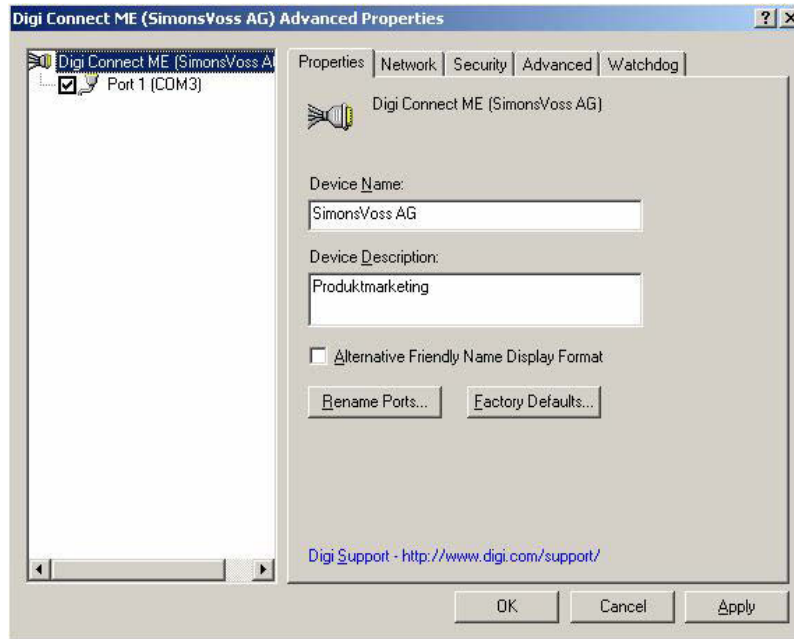 Digi Connect ME (SimonsVoss AG) Advanced Properties
Digi Connect ME (SimonsVoss A
Port 1 (COM3)
Properties Network Security Advanced Watchdog
Digi Connect ME (SimonsVoss AG)
Device Name:
SimonsVoss AG
Device Description:
Produktmarketing
Alternative Friendly Name Display Format
Rename Ports... Factory Defaults...
Digi Support - http://www.digi.com/support/
OK Cancel Apply